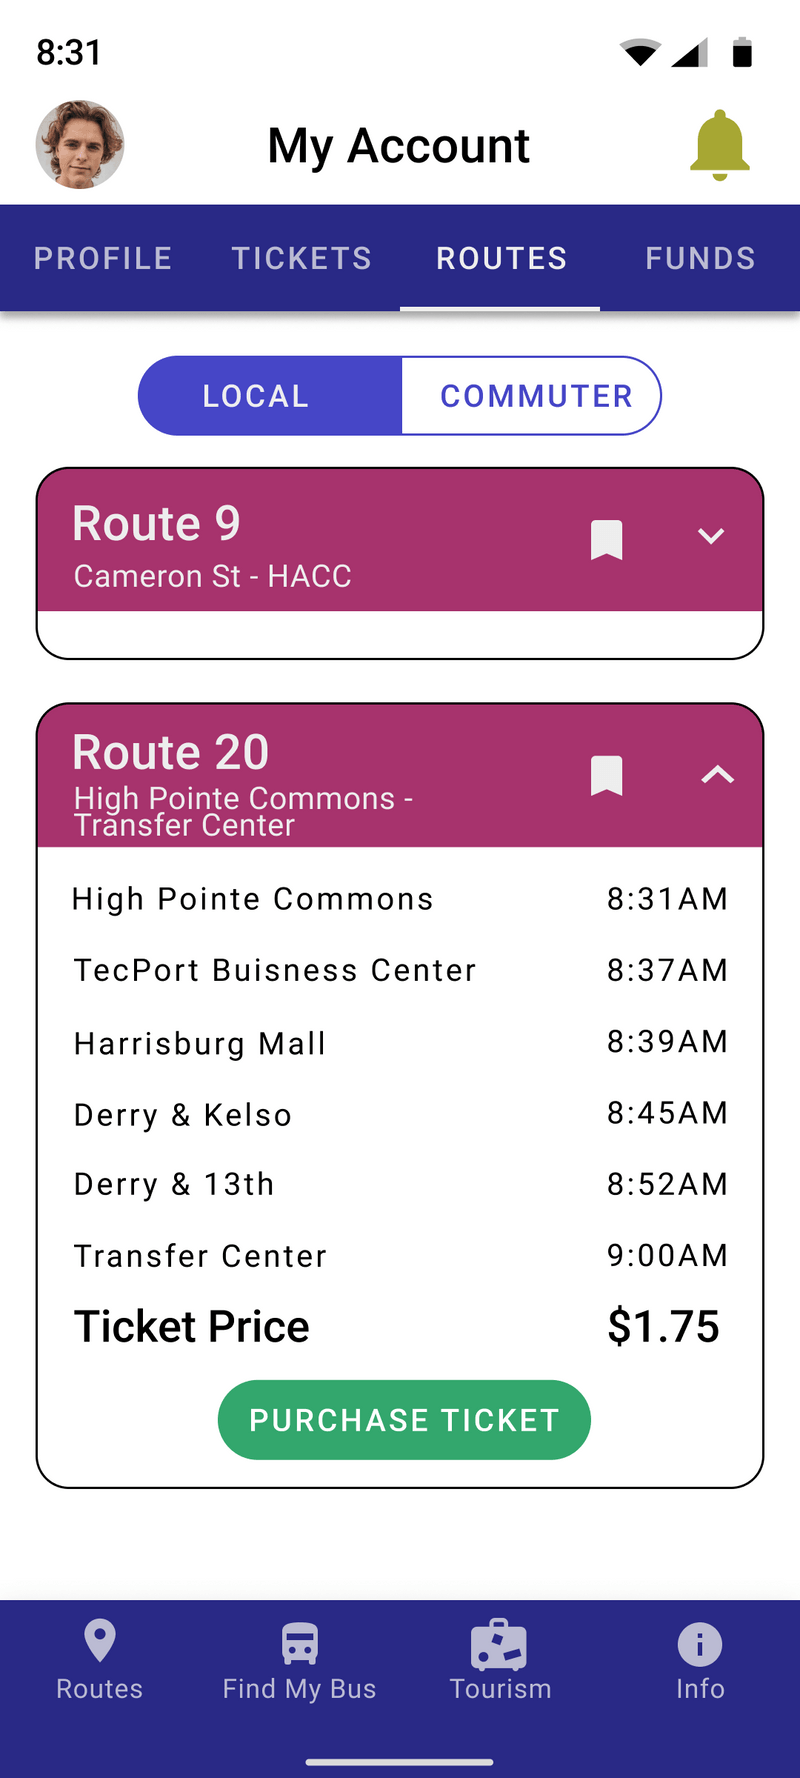 8:31
My Account
PROFILE TICKETS ROUTES FUNDS
LOCAL COMMUTER
Route 9
Cameron St - HACC
Route 20
High Pointe Commons -
Transfer Center
High Pointe Commons 8:31AM
TecPort Buisness Center 8:37AM
Harrisburg Mall 8:39AM
Derry & Kelso 8:45AM
Derry & 13th 8:52AM
Transfer Center 9:00AM
Ticket Price $1.75
PURCHASE TICKET
Routes Find My Bus Tourism Info